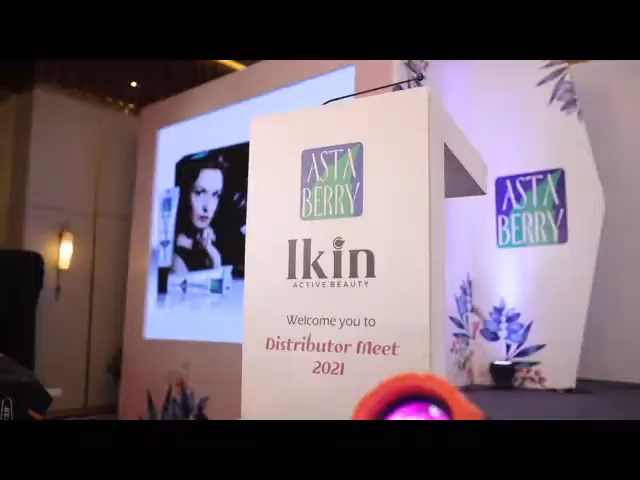 ASTA
BERRY
Ikin
ACTIVE BEAUTY
Welcome you to
Distributor Meet
2021
ASTA
BERRY